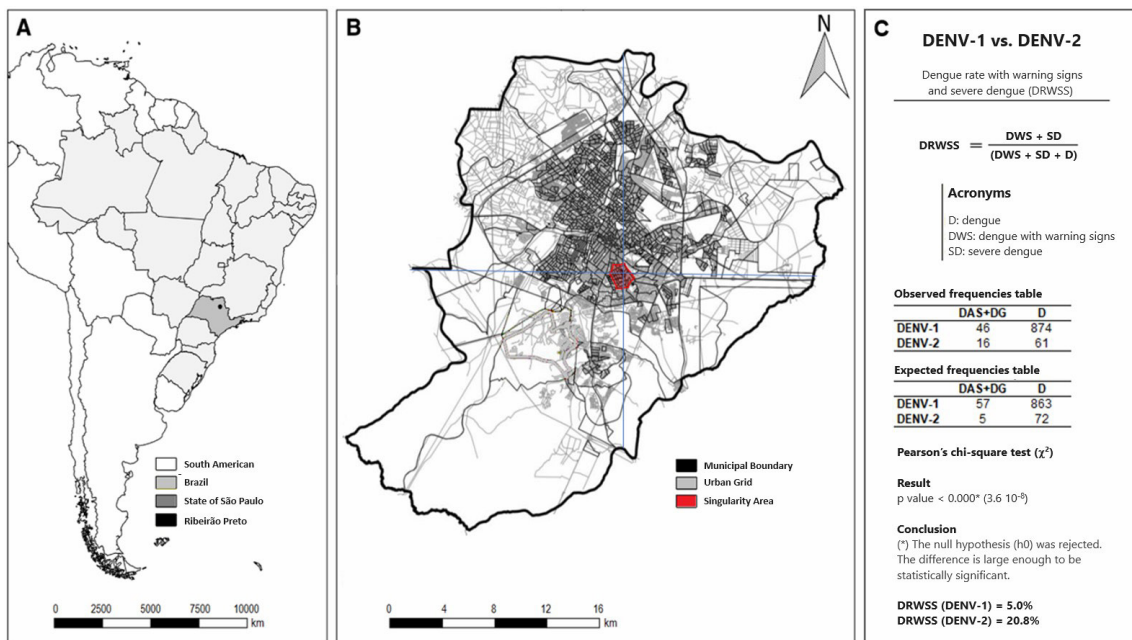 A
South American
Brazil
State of São Paulo
Ribeirão Preto
0 2500 5000 7500 10000
km
B
N
Municipal Boundary
Urban Grid
Singularity Area
0 4 8 12 16
km
C
DENV-1 vs. DENV-2
Dengue rate with warning signs
and severe dengue (DRWSS)
DRWSS = DWS + SD
(DWS + SD + D)
Acronyms
D: dengue
DWS: dengue with warning signs
SD: severe dengue
Observed frequencies table
DAS+DG D
DENV-1 46 874
DENV-2 16 61
Expected frequencies table
DAS+DG D
DENV-1 57 863
DENV-2 5 72
Pearson's chi-square test (χ²)
Result
p value < 0.000* (3.6 10⁻⁸)
Conclusion
(*) The null hypothesis (h0) was rejected.
The difference is large enough to be
statistically significant.
DRWSS (DENV-1) = 5.0%
DRWSS (DENV-2) = 20.8%